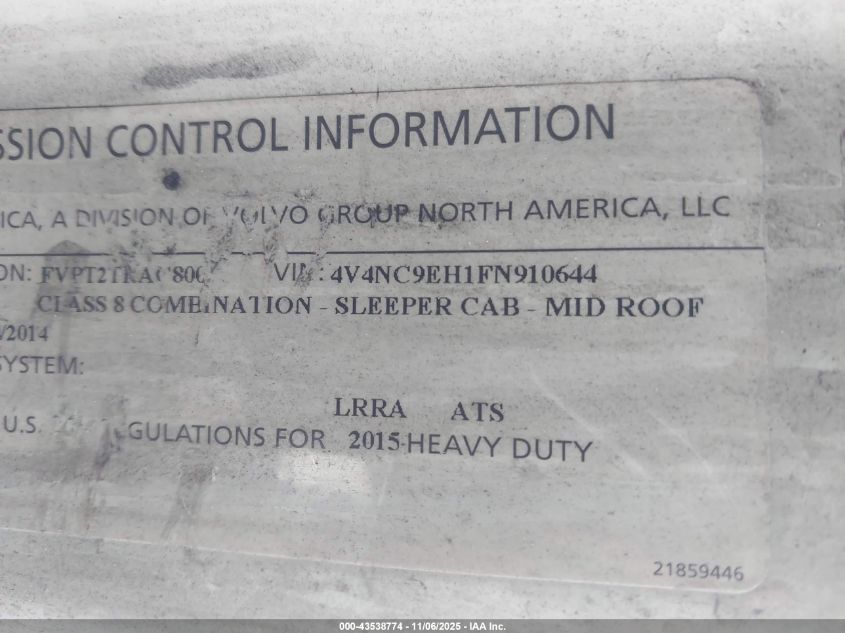 SSION CONTROL INFORMATION
ICA, A DIVISION OF VOLVO GROUP NORTH AMERICA, LLC
ON: FVPT2TRAC800 VIN: 4V4NC9EH1FN910644
CLASS 8 COMBINATION - SLEEPER CAB - MID ROOF
/2014
SYSTEM:
LRRA ATS
U.S. GULATIONS FOR 2015 HEAVY DUTY
21859446
000-43538774 - 11/06/2025 - IAA Inc.